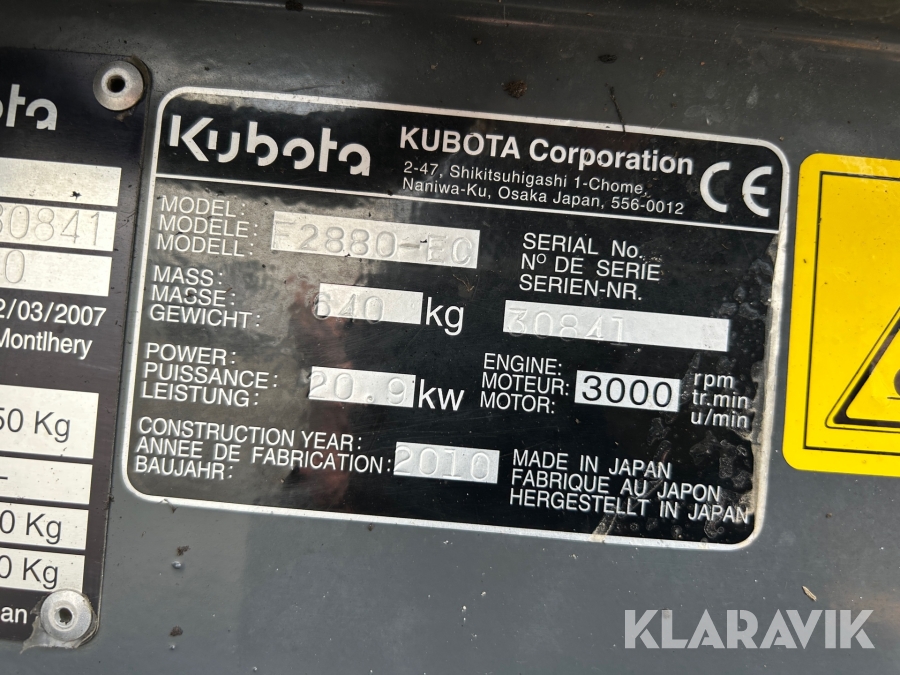 ota
30841
0
2/03/2007
Montlhery
50 Kg
-
0 Kg
0 Kg
an
Kubota
KUBOTA Corporation
2-47, Shikitsuhigashi 1-Chome,
Naniwa-Ku, Osaka Japan, 556-0012
CE
MODEL:
MODELE:
MODELL:
F2880-EC
MASS:
MASSE:
GEWICHT:
640 kg
SERIAL No.
Nº DE SERIE
SERIEN-NR.
30841
POWER:
PUISSANCE:
LEISTUNG:
20.9 kw
ENGINE:
MOTEUR:
MOTOR:
3000
rpm
tr.min
u/min
CONSTRUCTION YEAR:
ANNEE DE FABRICATION:
BAUJAHR:
2010
MADE IN JAPAN
FABRIQUE AU JAPON
HERGESTELLT IN JAPAN
KLARAVIK